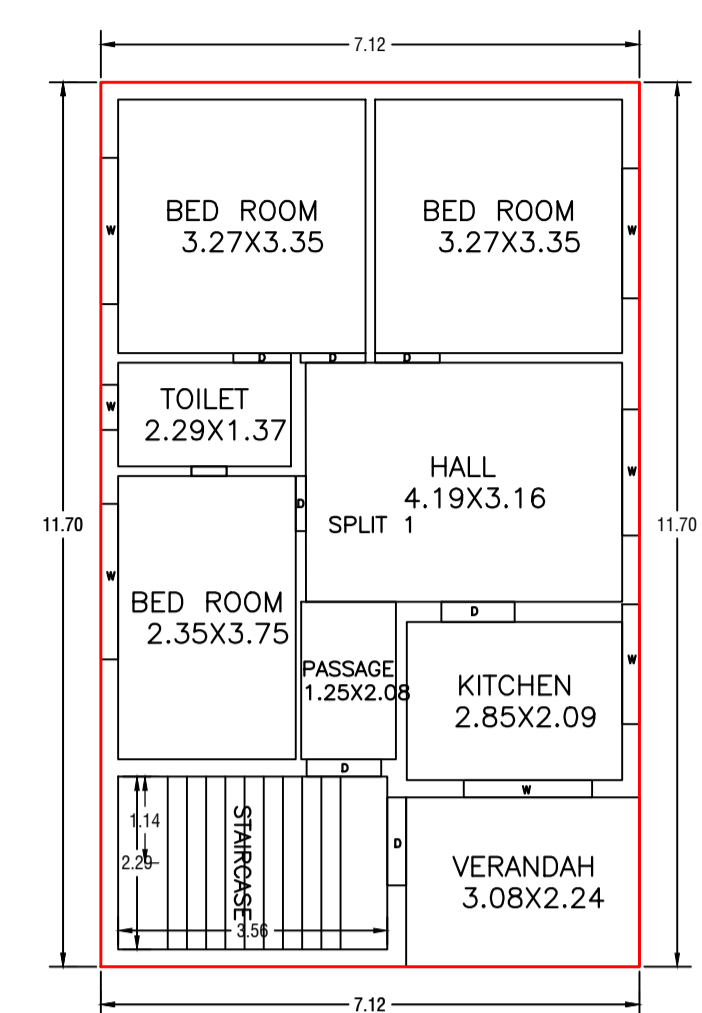 7.12
BED ROOM
3.27X3.35
BED ROOM
3.27X3.35
W
W
D
D
D
TOILET
2.29X1.37
W
HALL
4.19X3.16
W
SPLIT 1
D
11.70
11.70
W
BED ROOM
2.35X3.75
D
PASSAGE
1.25X2.08
KITCHEN
2.85X2.09
W
D
W
STAIRCASE
1.14
2.29
3.56
D
VERANDAH
3.08X2.24
7.12